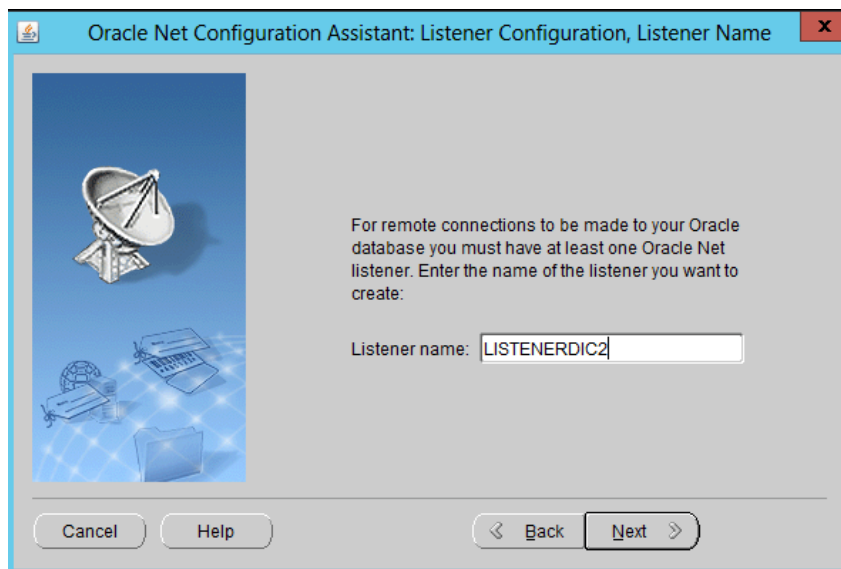 Oracle Net Configuration Assistant: Listener Configuration, Listener Name
x
For remote connections to be made to your Oracle
database you must have at least one Oracle Net
listener. Enter the name of the listener you want to
create:
Listener name: LISTENERDIC2
Cancel Help Back Next